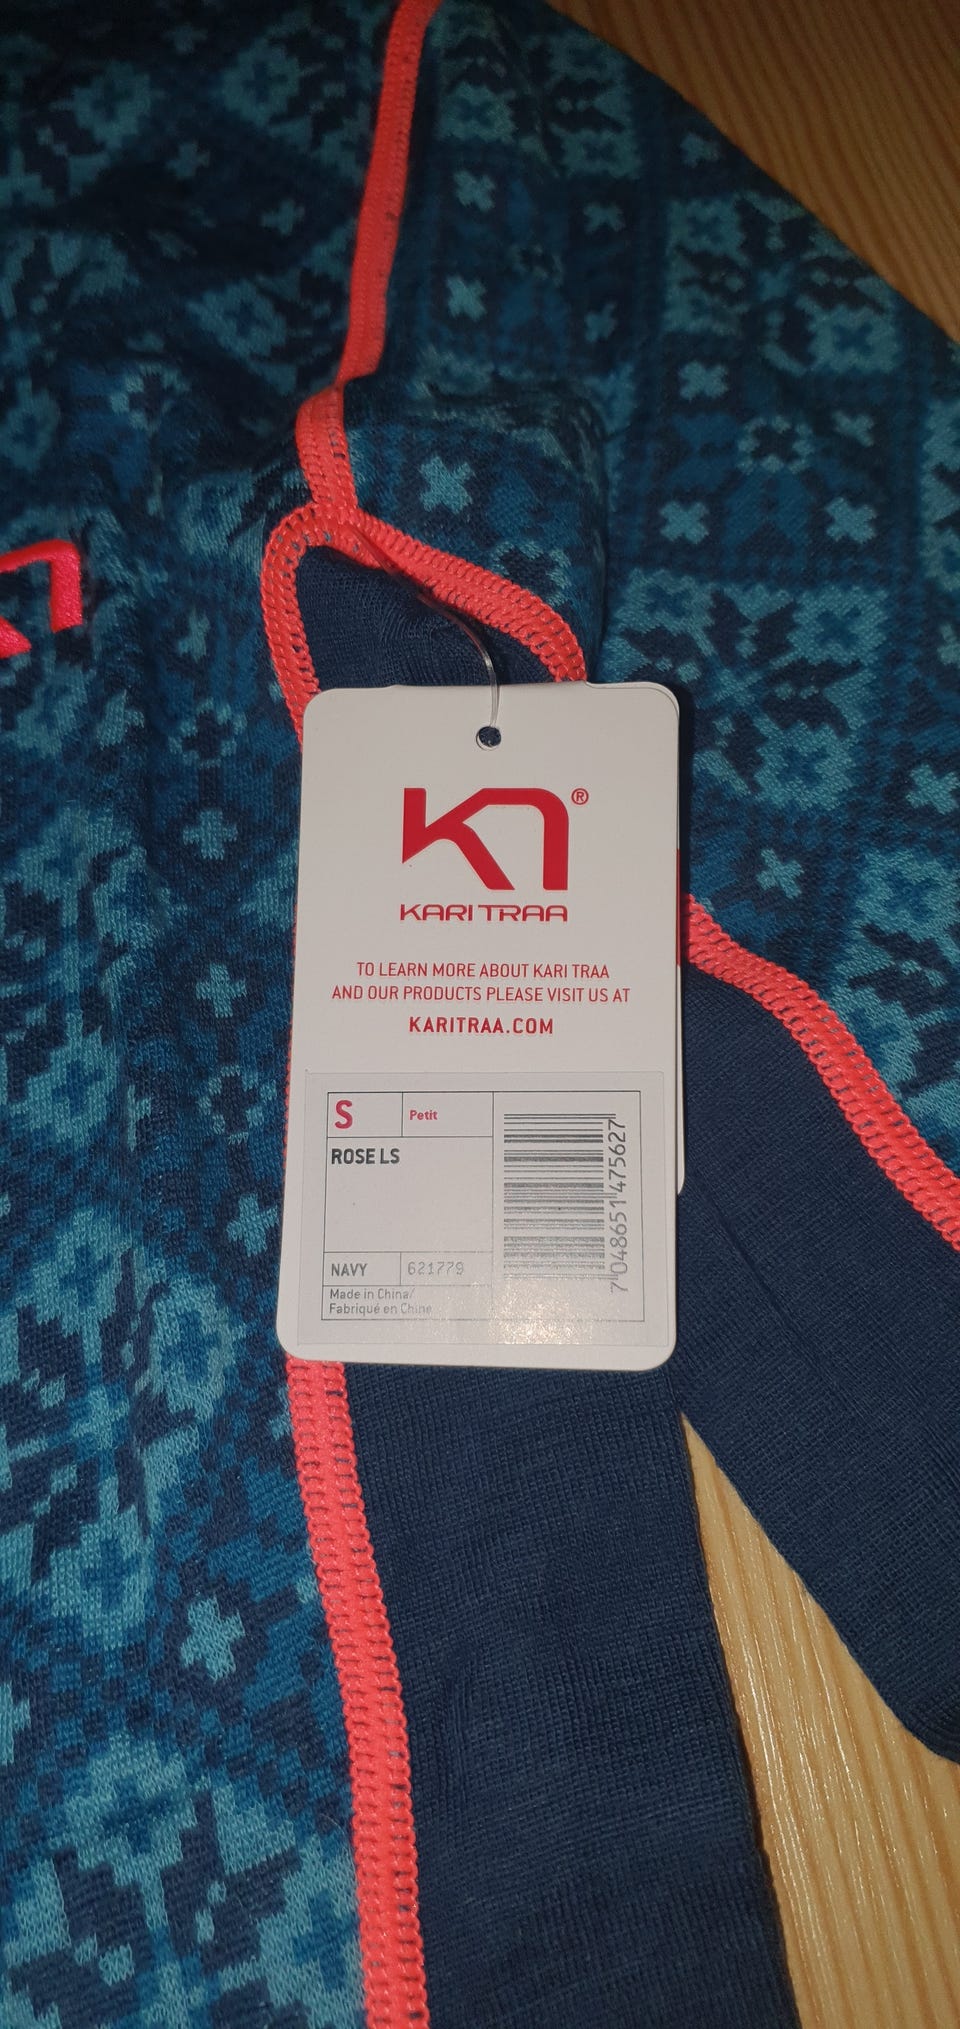 K
®
KARI TRAA
TO LEARN MORE ABOUT KARI TRAA
AND OUR PRODUCTS PLEASE VISIT US AT
KARITRAA.COM
S
Petit
ROSE LS
NAVY
621779
Made in China/
Fabriqué en Chine
7048651475627